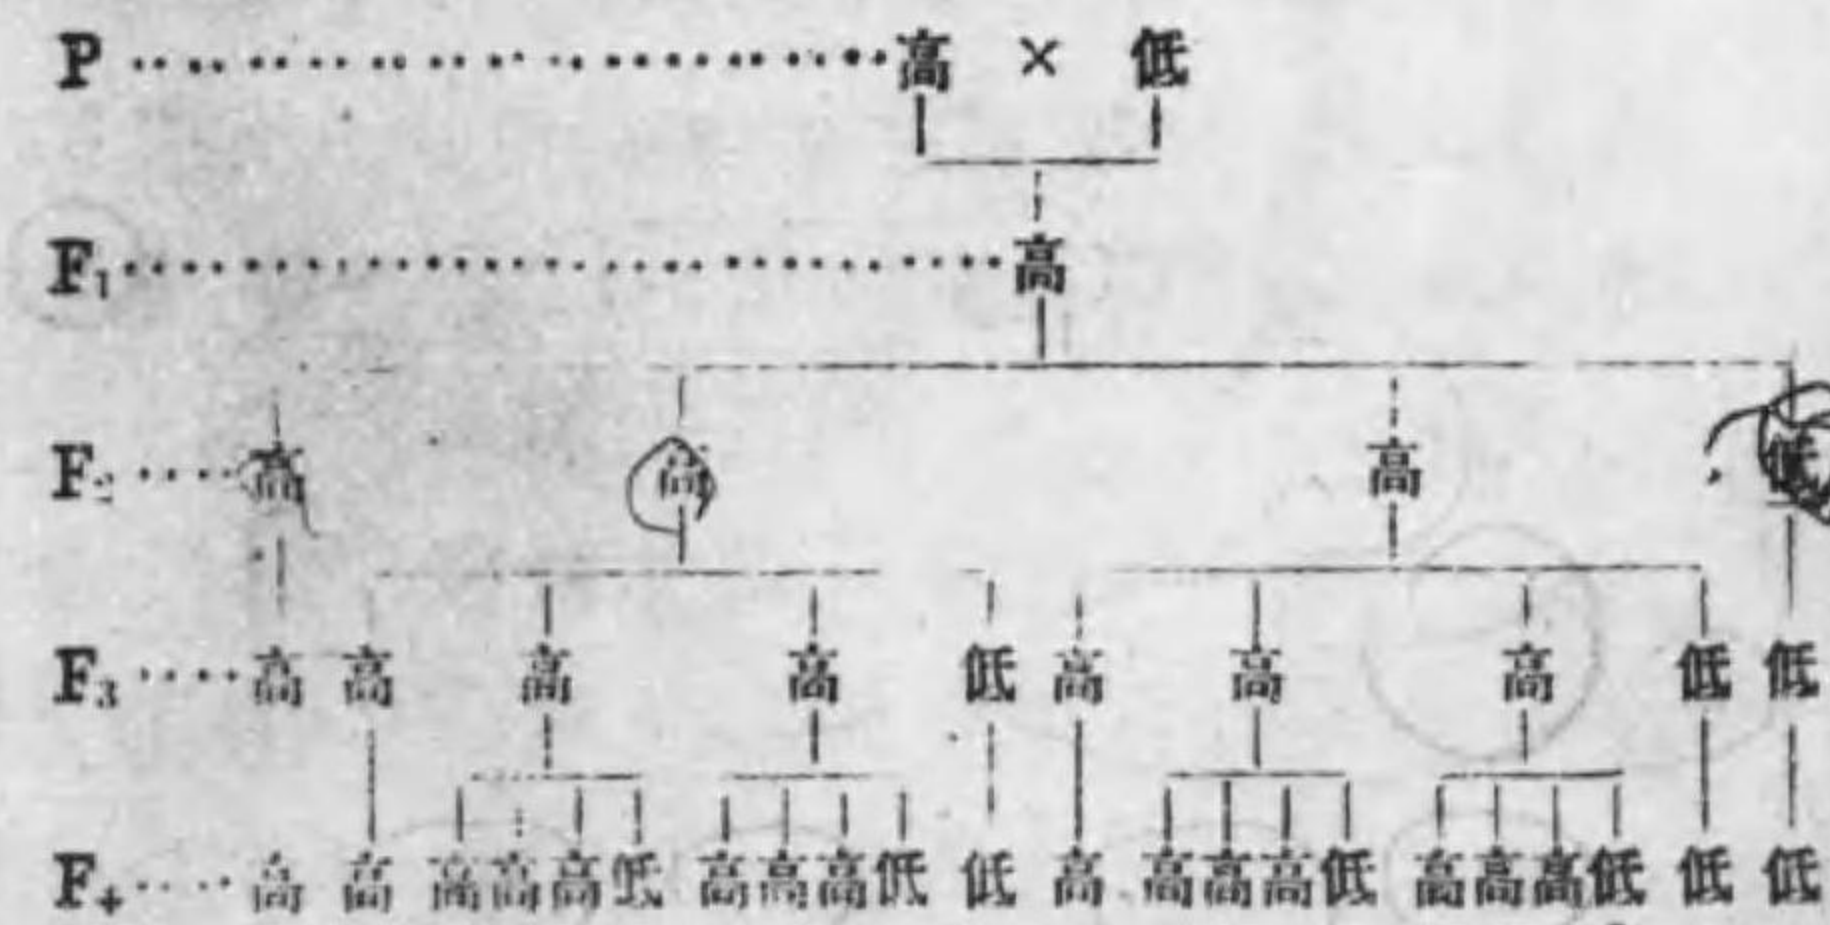 P ········ 高 × 低
F₁ ········ 高
F₂ ···· 高 高 高 低
F₃ ···· 高 高 高 高 低 高 高 高 低 低
F₄ ···· 高 高 高 高 高 低 高 高 高 低 低 高 高 高 高 低 高 高 高 低 低 低